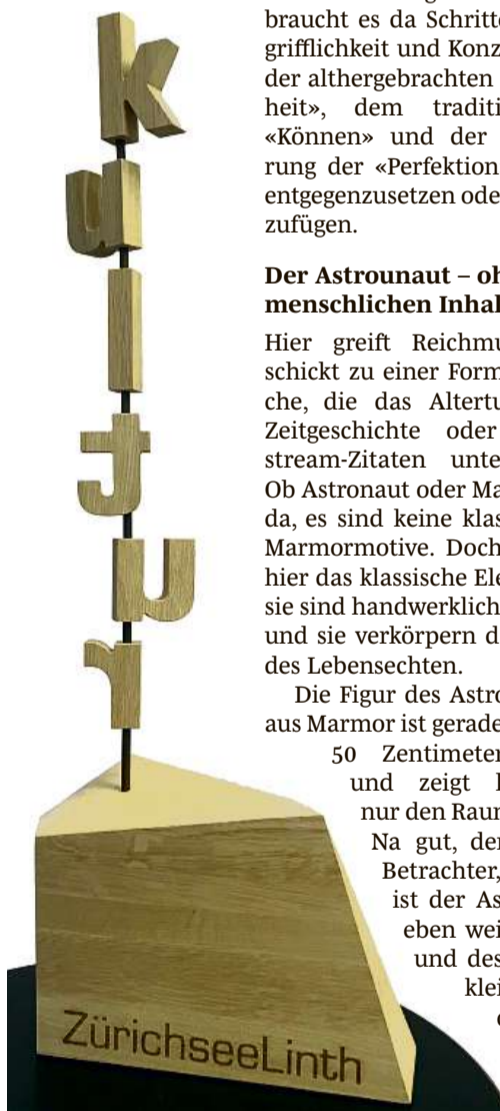 k
u
l
t
u
r
ZürichseeLinth
braucht es da Schritte
grifflichkeit und Konz
der althergebrachten
heit», dem traditi
«Können» und der
rung der «Perfektion
entgegenzusetzen ode
zufügen.
Der Astrounaut – oh
menschlichen Inhal
Hier greift Reichmu
schickt zu einer Form
che, die das Altertu
Zeitgeschichte oder
stream-Zitaten unte
Ob Astronaut oder Ma
da, es sind keine klas
Marmormotive. Doch
hier das klassische Ele
sie sind handwerklich
und sie verkörpern d
des Lebensechten.
Die Figur des Astro
aus Marmor ist gerade
50 Zentimeter
und zeigt
nur den Raum
Na gut, der
Betrachter,
ist der As
eben wei
und des
klei